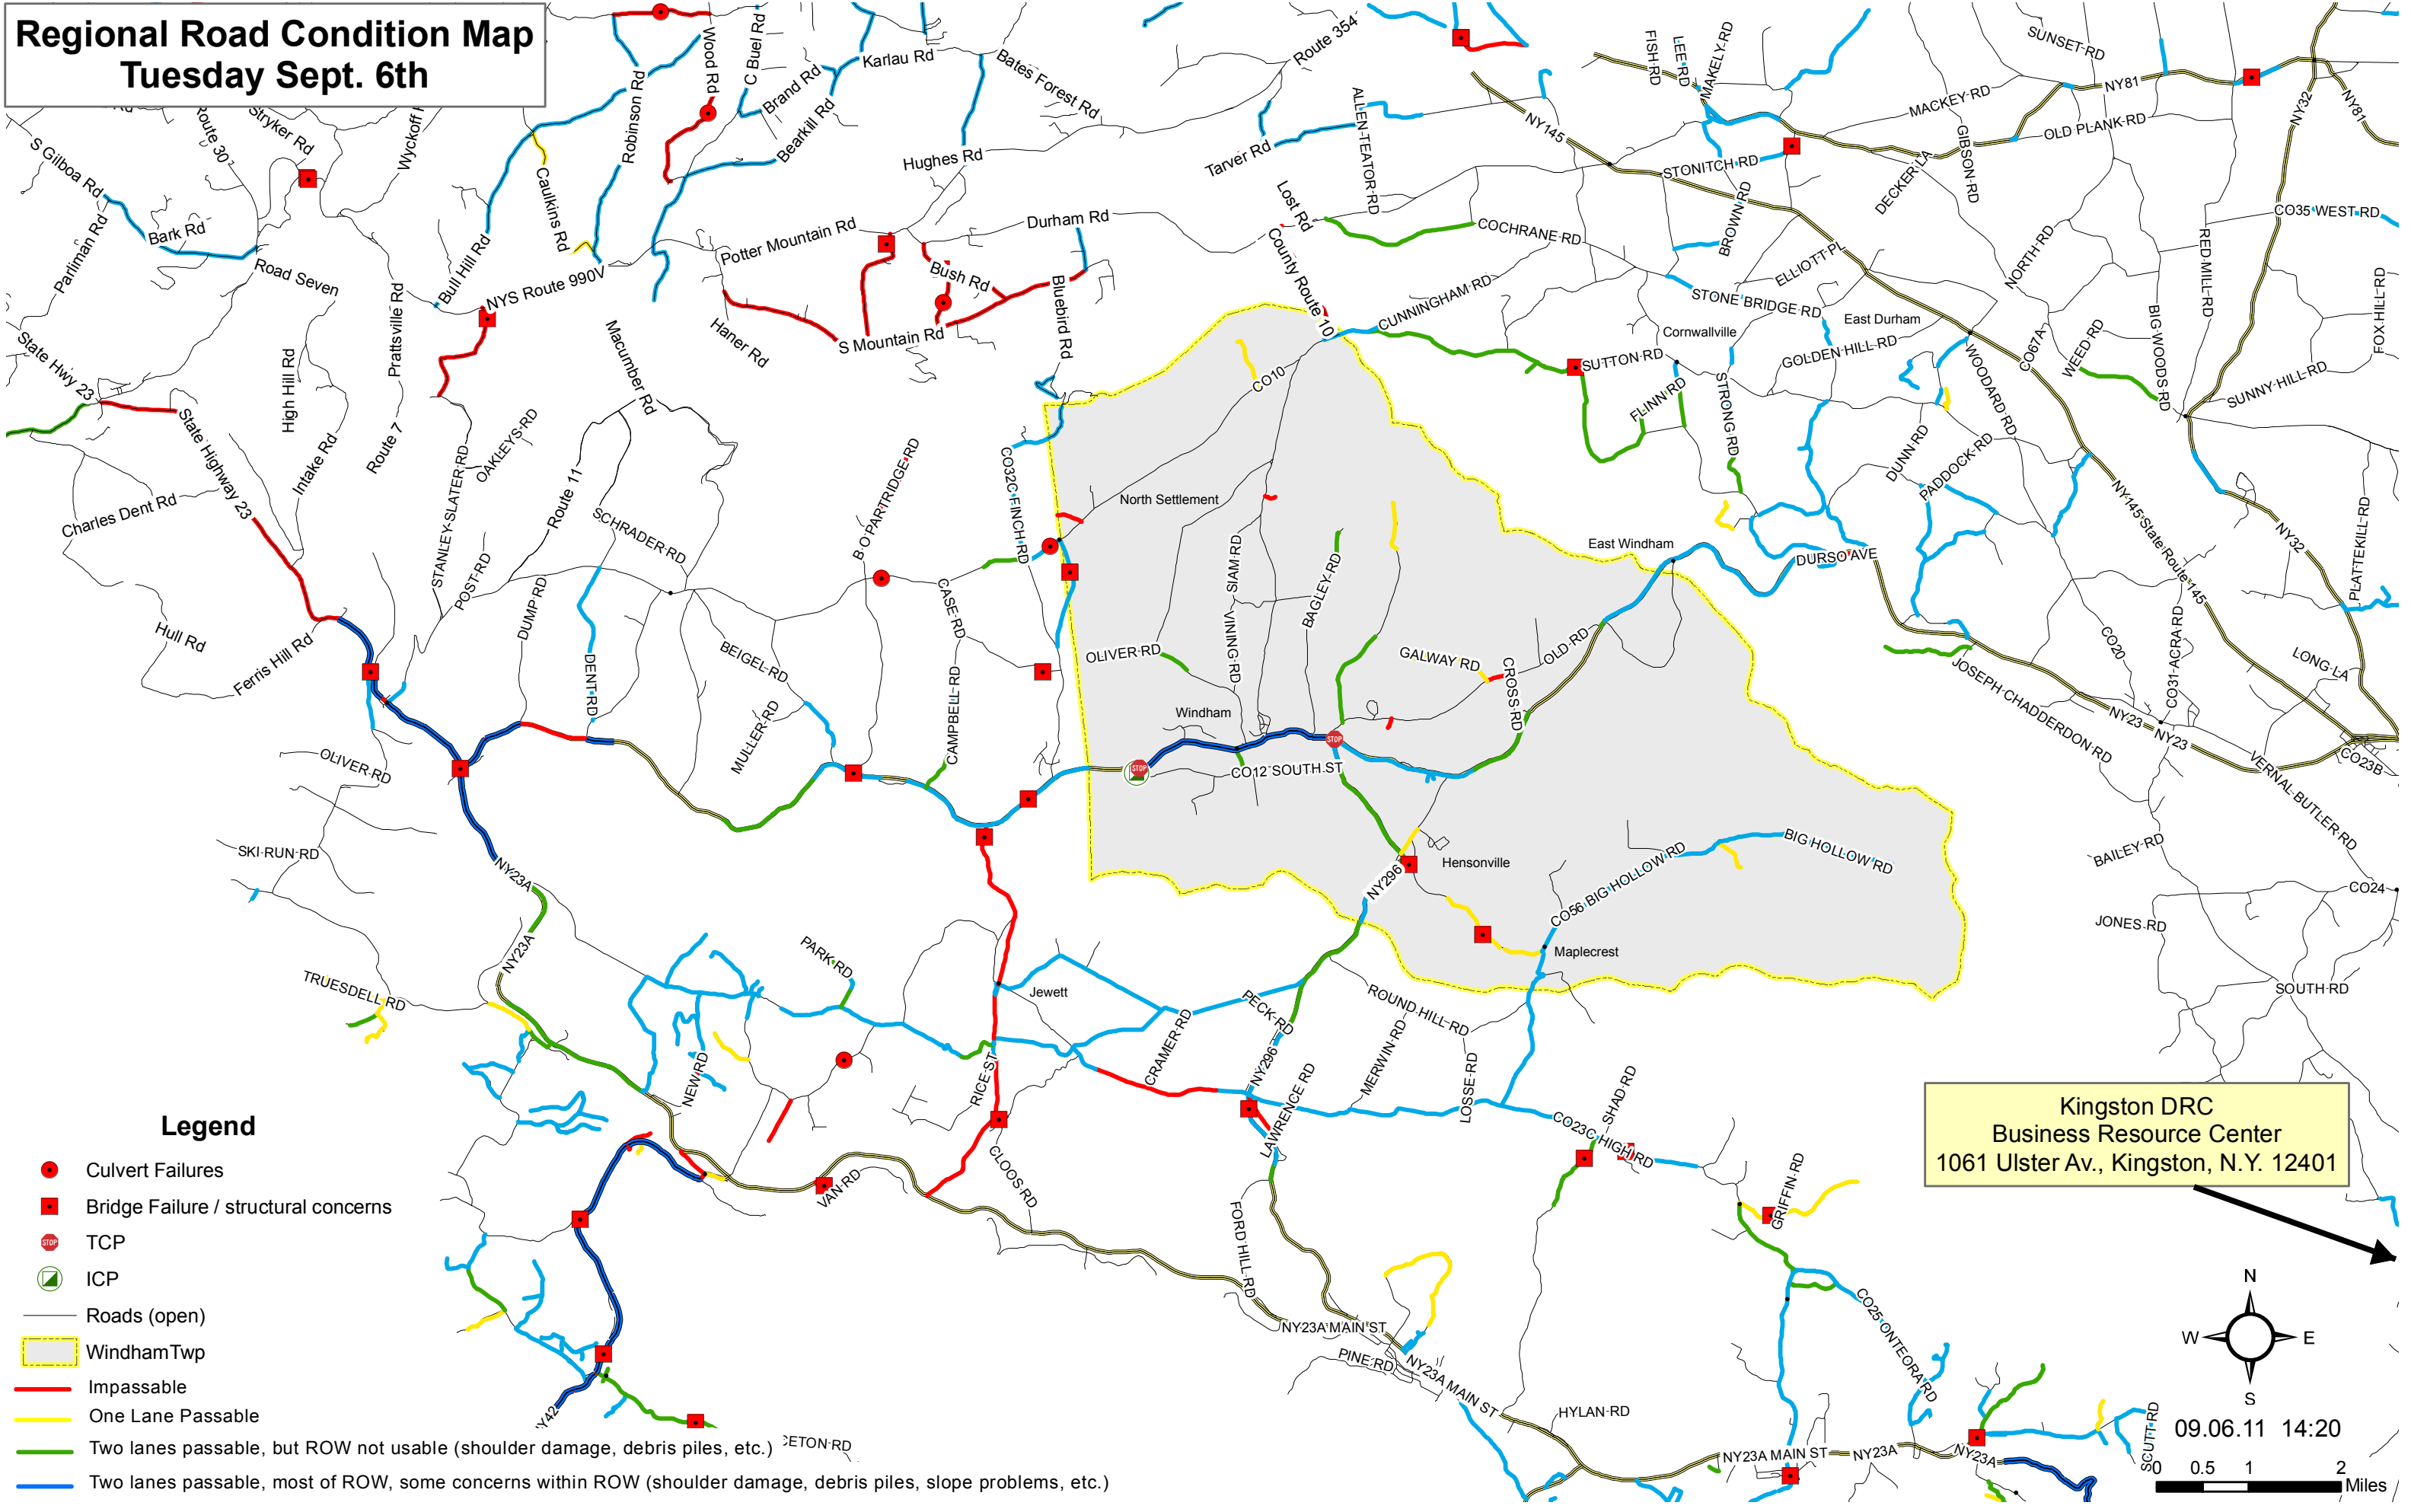 Regional Road Condition Map
Tuesday Sept. 6th
Wood Rd
C Buel Rd
Karlau Rd
Bates Forest Rd
Route 354
Brand Rd
Bearkill Rd
Robinson Rd
Stryker Rd
Route 30
S Gilboa Rd
Parliman Rd
Bark Rd
Road Seven
Caulkins Rd
Bull Hill Rd
NYS Route 990V
Hughes Rd
Potter Mountain Rd
Durham Rd
Bush Rd
Haner Rd
S Mountain Rd
Bluebird Rd
Tarver Rd
Lost Rd
County Route 10
ALLEN-TEATOR-RD
NY145
FISH-RD
LEE-RD
MAKELY-RD
SUNSET-RD
NY81
MACKEY-RD
OLD PLANK-RD
NY32
NY81
STONITCH-RD
DECKER-LA
GIBSON-RD
CO35 WEST-RD
COCHRANE-RD
BROWN-RD
ELLIOTT-PL
NORTH-RD
RED-MILL-RD
CUNNINGHAM-RD
STONE BRIDGE-RD
East Durham
Cornwallville
GOLDEN-HILL-RD
SUTTON-RD
FLINN-RD
STRONG-RD
WOODARD-RD
CO67A
WEED-RD
BIG-WOODS-RD
FOX-HILL-RD
SUNNY-HILL-RD
DUNN-RD
PADDOCK-RD
NY145-State Route-145
NY32
PLATTEKILL-RD
State Hwy 23
State Highway 23
High Hill Rd
Intake Rd
Prattsville Rd
Route 7
Macumber Rd
OAKLEYS-RD
STANLEY-SLATER-RD
POST-RD
Route 11
SCHRADER-RD
DUMP-RD
DENT-RD
Charles Dent Rd
Hull Rd
Ferris Hill Rd
B O PARTRIDGE-RD
CO32C-FINCH-RD
CASE-RD
BEIGEL-RD
MULLER-RD
CAMPBELL-RD
CO10
North Settlement
SIAM-RD
VINING-RD
BAGLEY-RD
OLIVER RD
Windham
CO12-SOUTH-ST
GALWAY RD
CROSS-RD
OLD-RD
East Windham
DURSO AVE
JOSEPH-CHADDERDON-RD
CO20
CO31-ACRA-RD
LONG-LA
NY23
NY23
VERNAL-BUTLER-RD
CO23B
BAILEY-RD
CO24
JONES-RD
SOUTH-RD
OLIVER-RD
SKI-RUN-RD
NY23A
NY23A
TRUESDELL-RD
PARK-RD
Jewett
Hensonville
NY296
BIG-HOLLOW-RD
CO56-BIG-HOLLOW-RD
Maplecrest
PECK-RD
ROUND-HILL-RD
CRAMER-RD
NY296
MERWIN-RD
LOSSE-RD
LAWRENCE RD
RICE ST
NEW-RD
SHAD-RD
CO23C HIGH-RD
GRIFFIN-RD
VAN-RD
CLOOS-RD
FORD HILL-RD
NY23A-MAIN-ST
PINE-RD
NY23A MAIN ST
HYLAN-RD
CO25-ONTEORA-RD
NY23A MAIN-ST
NY23A
NY23A
SCUTT-RD
Kingston DRC
Business Resource Center
1061 Ulster Av., Kingston, N.Y. 12401
Legend
Culvert Failures
Bridge Failure / structural concerns
STOP TCP
ICP
Roads (open)
WindhamTwp
Impassable
One Lane Passable
Two lanes passable, but ROW not usable (shoulder damage, debris piles, etc.)
Two lanes passable, most of ROW, some concerns within ROW (shoulder damage, debris piles, slope problems, etc.)
N
W E
S
09.06.11 14:20
0 0.5 1 2
Miles